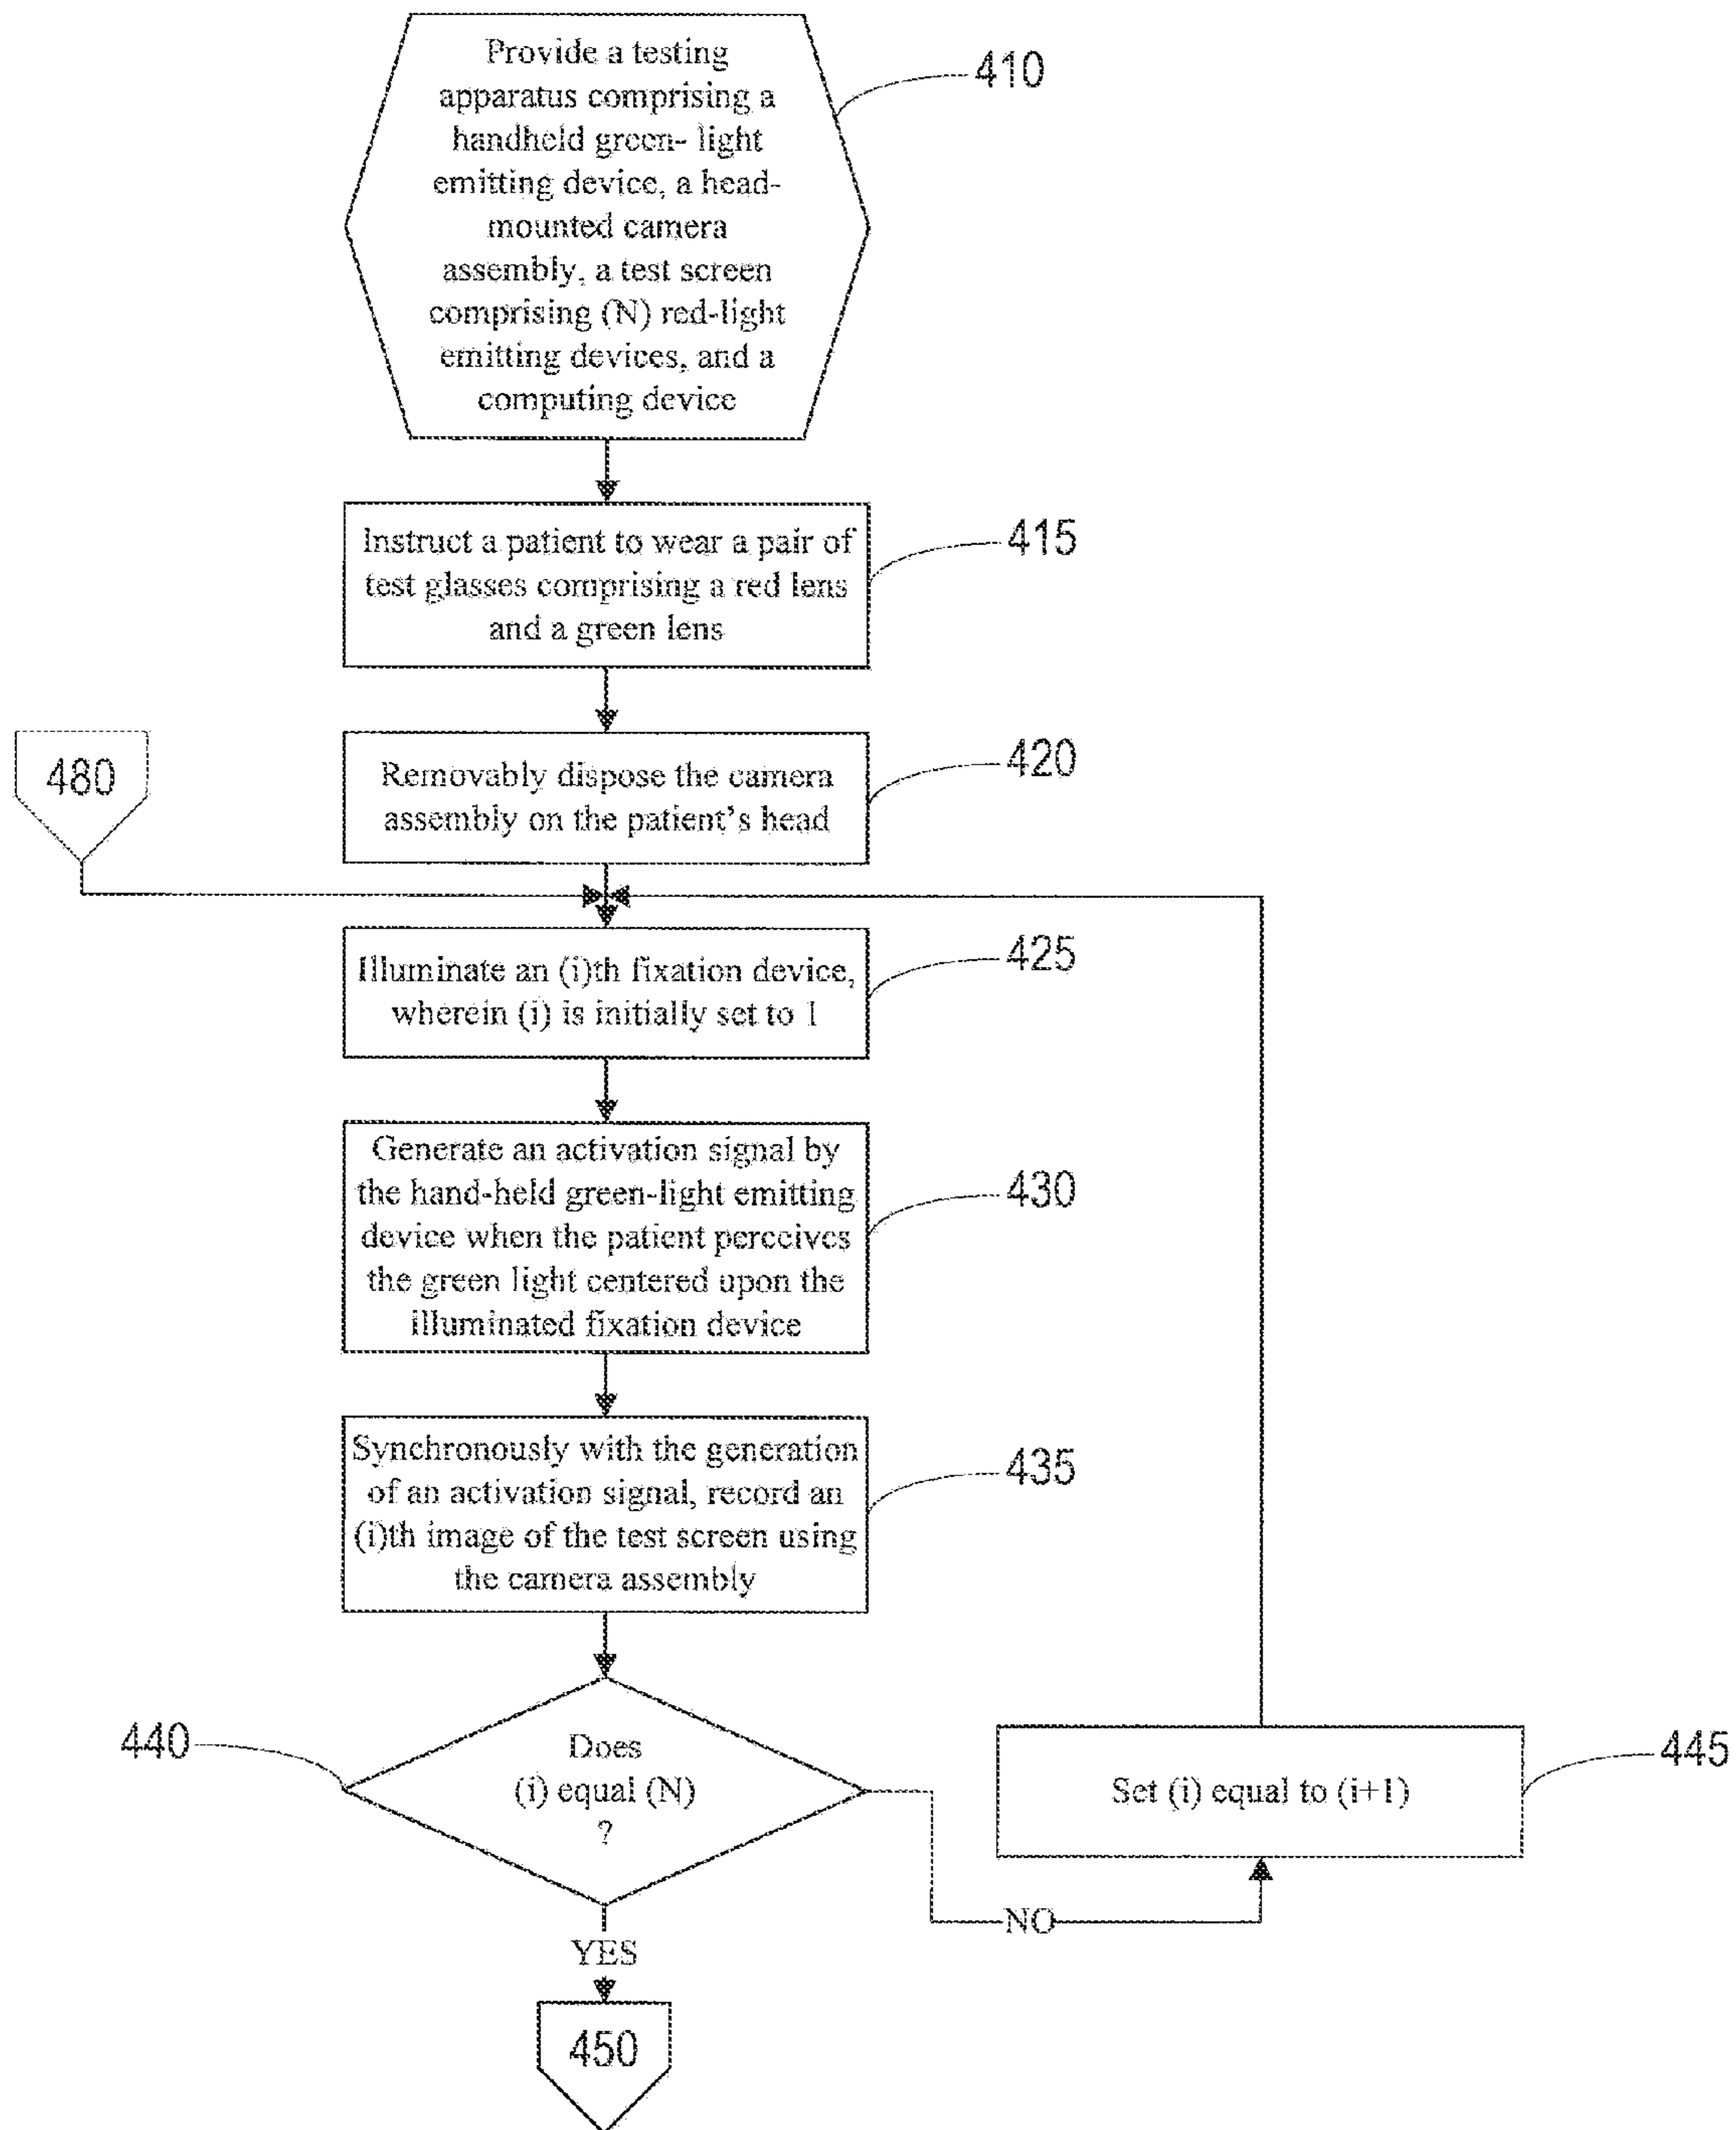 Provide a testing
apparatus comprising a
handheld green- light
emitting device, a head-
mounted camera
assembly, a test screen
comprising (N) red-light
emitting devices, and a
computing device
410
Instruct a patient to wear a pair of
test glasses comprising a red lens
and a green lens
415
480
Removably dispose the camera
assembly on the patient's head
420
Illuminate an (i)th fixation device,
wherein (i) is initially set to 1
425
Generate an activation signal by
the hand-held green-light emitting
device when the patient perceives
the green light centered upon the
illuminated fixation device
430
Synchronously with the generation
of an activation signal, record an
(i)th image of the test screen using
the camera assembly
435
440
Does
(i) equal (N)
?
Set (i) equal to (i+1)
445
NO
YES
450